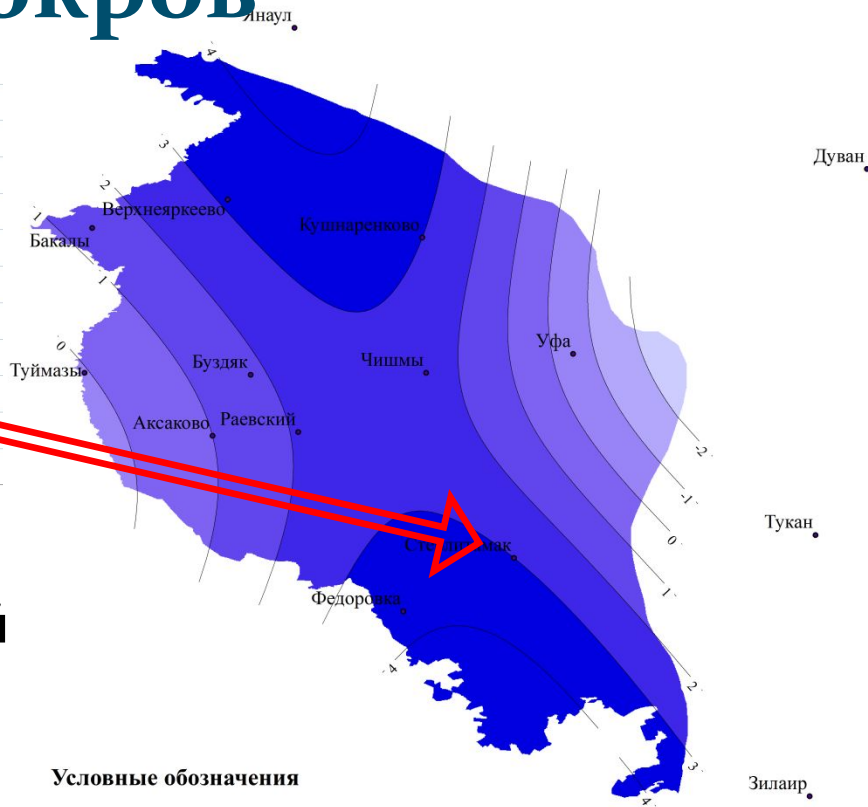 Янаул
4
Дуван
3
2
Верхнеяркеево
1
Кушнаренково
Бакалы
1
0
Уфа
Туймазы
Буздяк
Чишмы
Аксаково
Раевский
-2
-1
Тукан
0
Федоровка
1
4
2
3
Условные обозначения
Зилаир
4